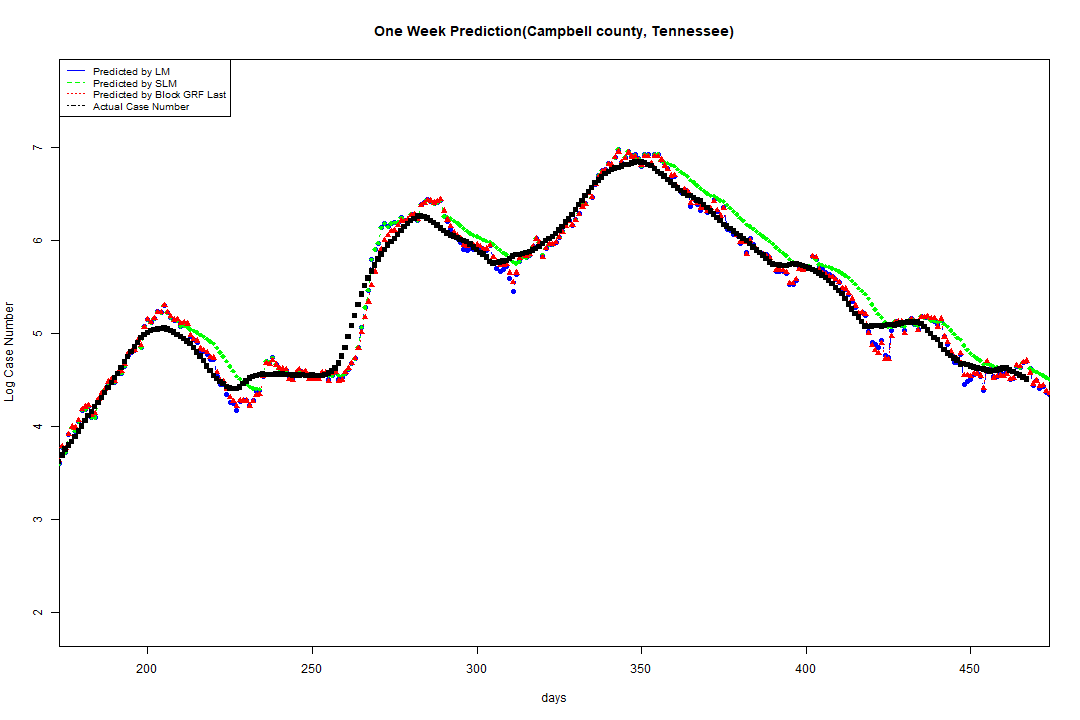 One Week Prediction(Campbell county, Tennessee)
Predicted by LM
Predicted by SLM
Predicted by Block GRF Last
Actual Case Number
Log Case Number
7
6
5
4
3
2
200 250 300 350 400 450
days